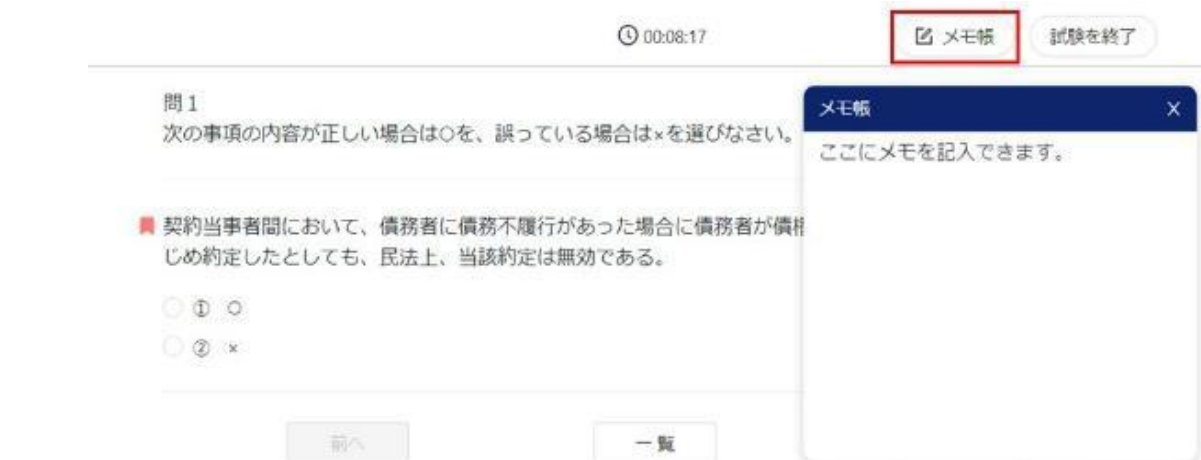 00:08:17
メモ帳
試験を終了
問1
次の事項の内容が正しい場合は○を、誤っている場合は×を選びなさい。
契約当事者間において、債務者に債務不履行があった場合に債務者が債権
じめ約定したとしても、民法上、当該約定は無効である。
① ○
② ×
前へ
一覧
メモ帳 X
ここにメモを記入できます。